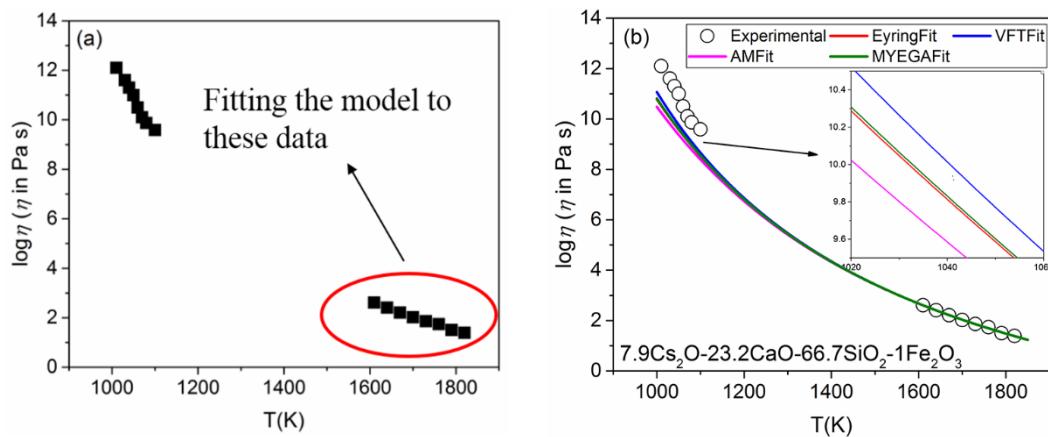 (a)
14
12
10
8
6
4
2
0
logη (η in Pa s)
1000 1200 1400 1600 1800
T(K)
Fitting the model to
these data
(b)
14
12
10
8
6
4
2
0
logη (η in Pa s)
Experimental EyringFit VFTFit
AMFit MYEGAFit
10.4
10.2
10.0
9.8
9.6
1020 1040 1060
7.9Cs₂O-23.2CaO-66.7SiO₂-1Fe₂O₃
1000 1200 1400 1600 1800
T(K)